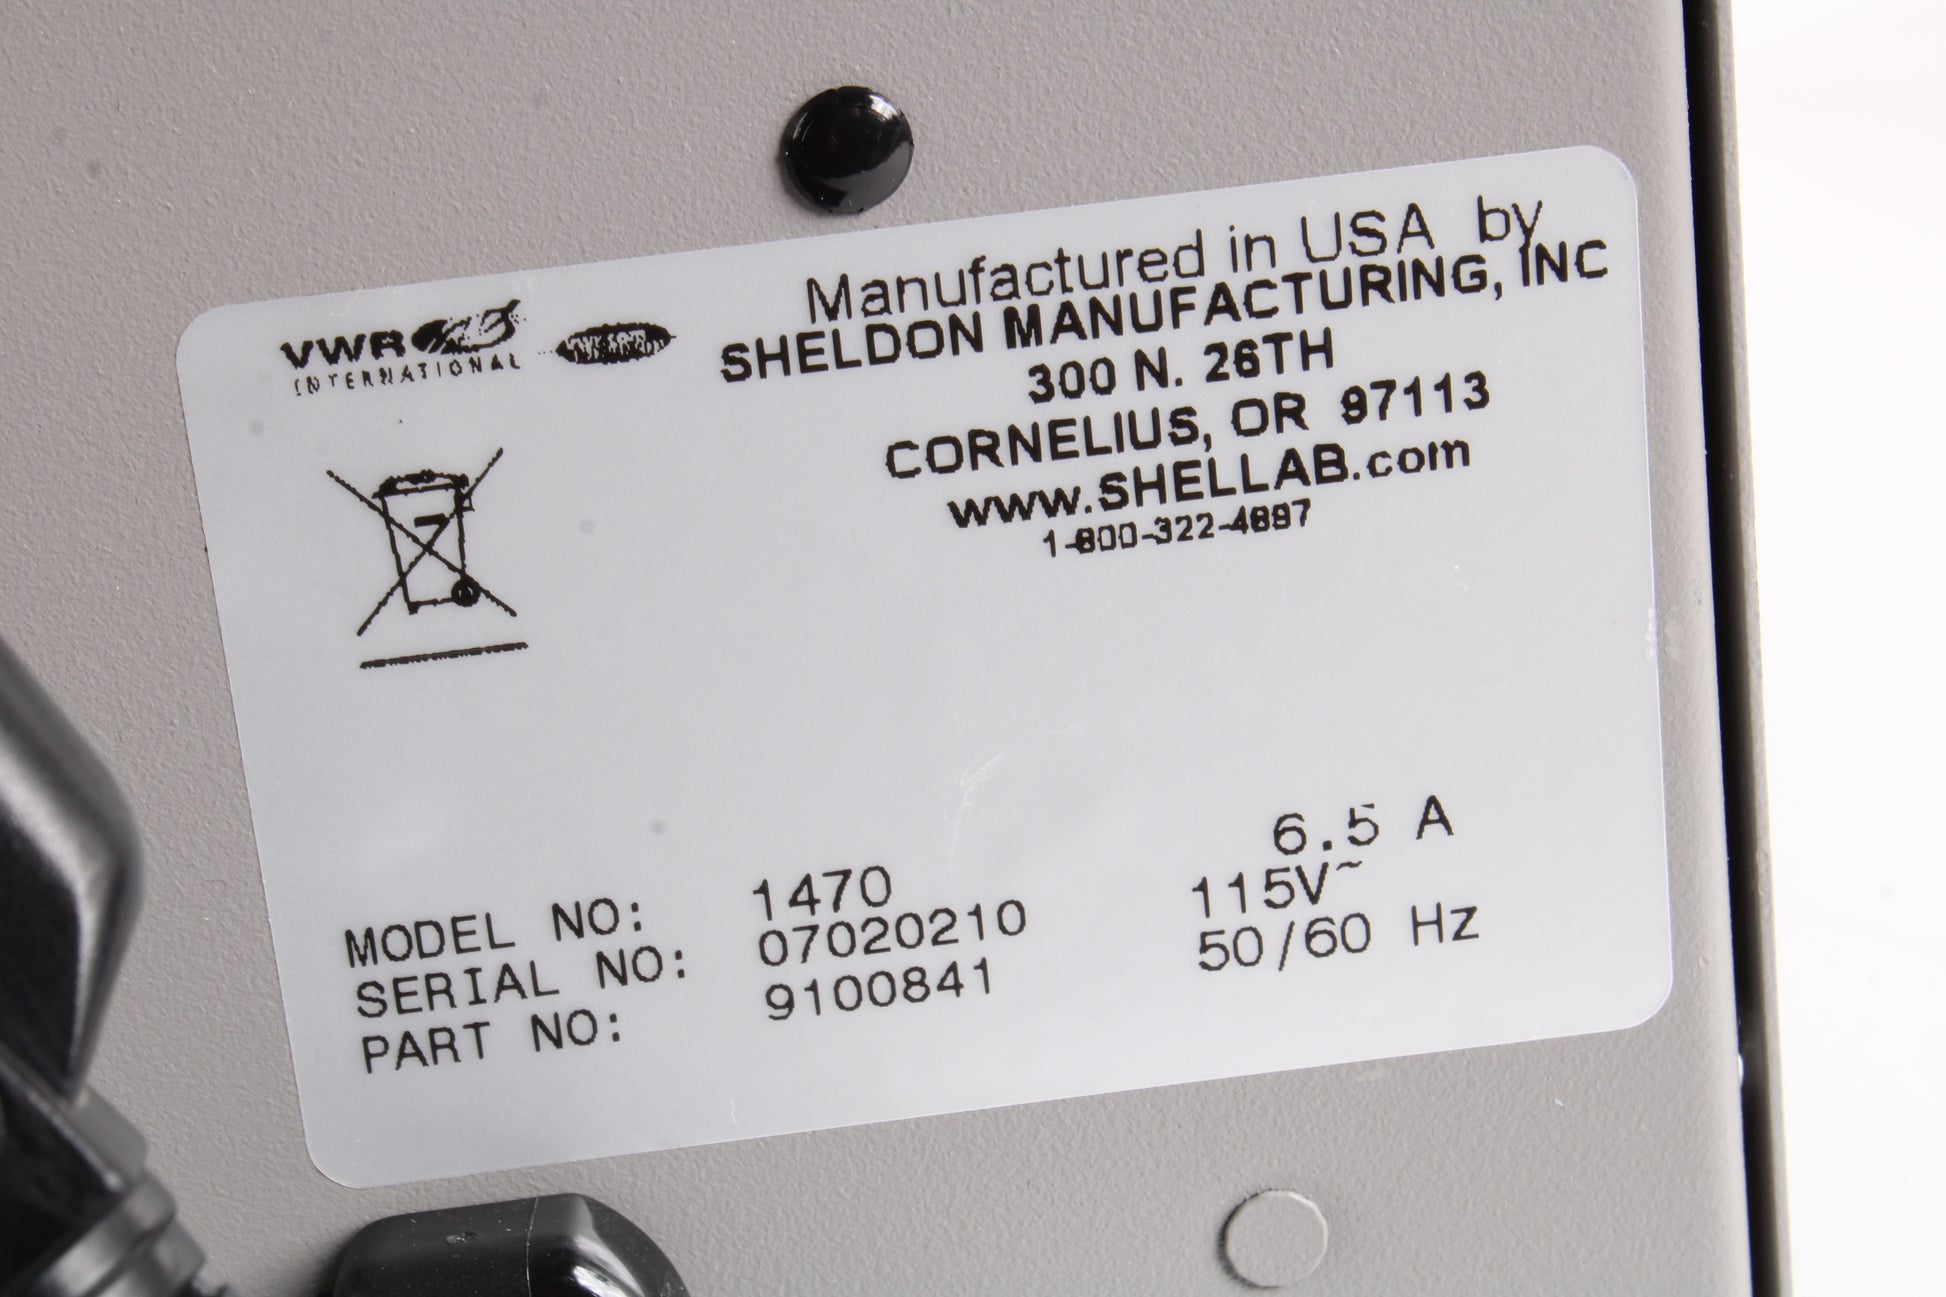 VWR
INTERNATIONAL
Manufactured in USA by
SHELDON MANUFACTURING, INC
300 N. 26TH
CORNELIUS, OR 97113
www.SHELLAB.com
1-800-322-4897
MODEL NO: 1470 6.5 A
SERIAL NO: 07020210 115V~
PART NO: 9100841 50/60 Hz